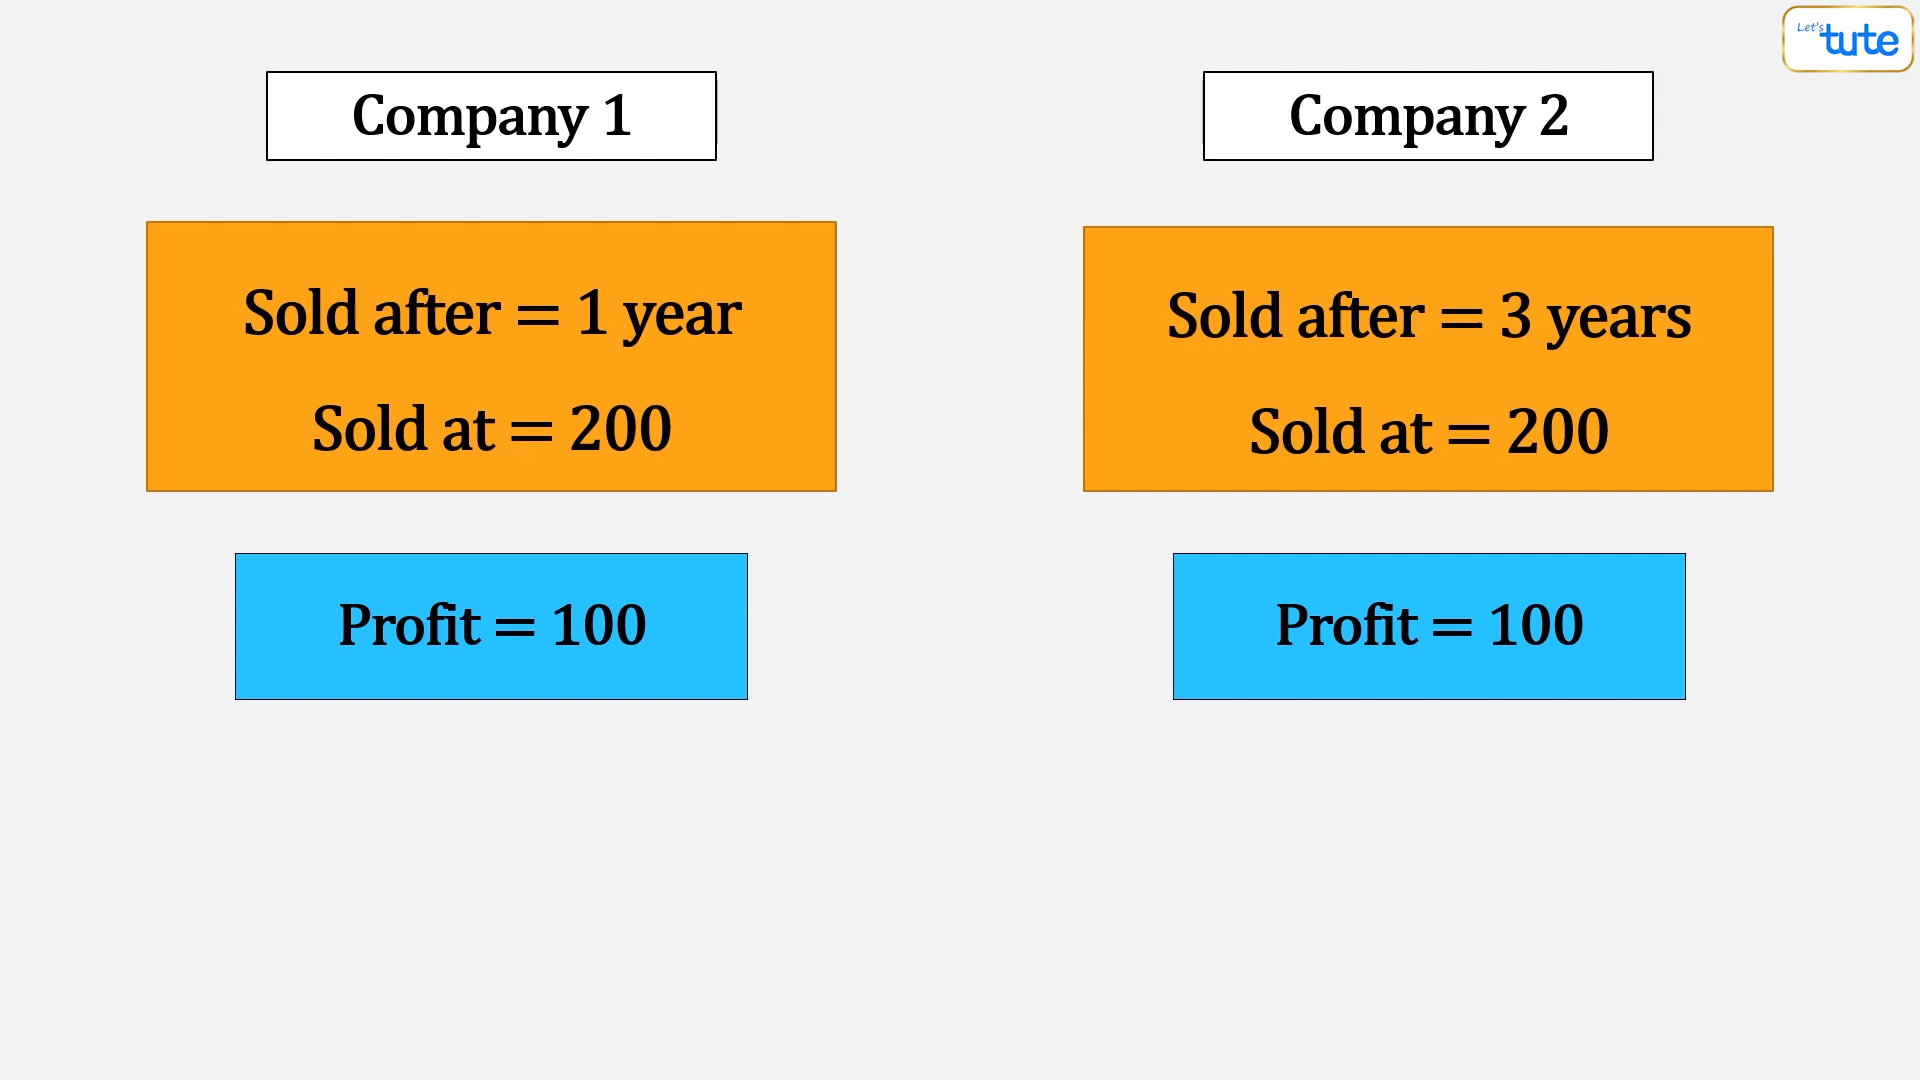 Let's tute
Company 1
Sold after = 1 year
Sold at = 200
Profit = 100
Company 2
Sold after = 3 years
Sold at = 200
Profit = 100